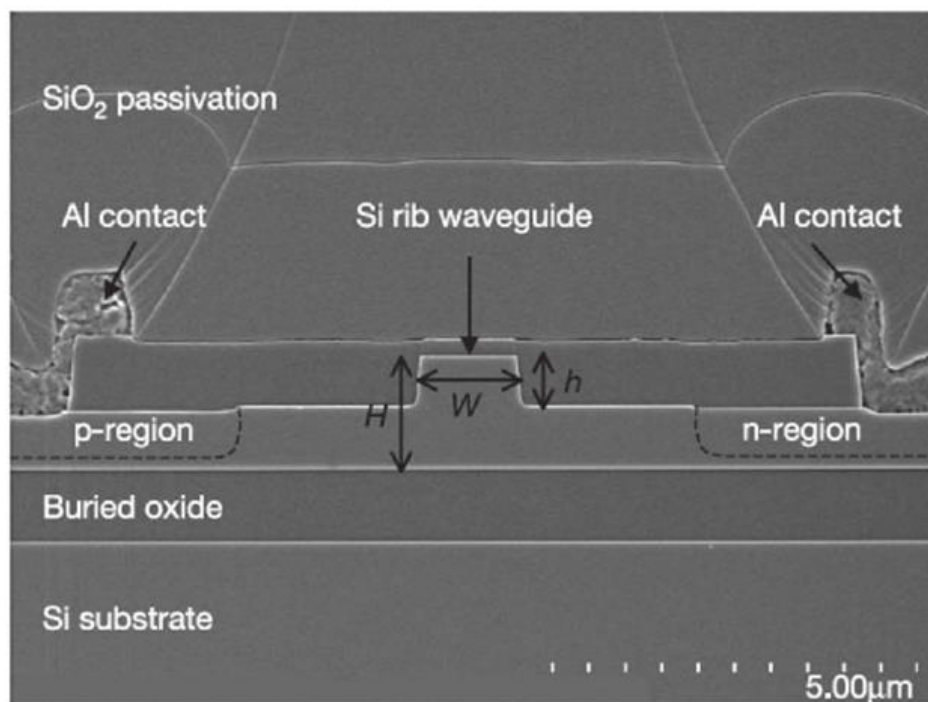 SiO₂ passivation
Al contact
Si rib waveguide
Al contact
H
W
h
p-region
n-region
Buried oxide
Si substrate
5.00μm